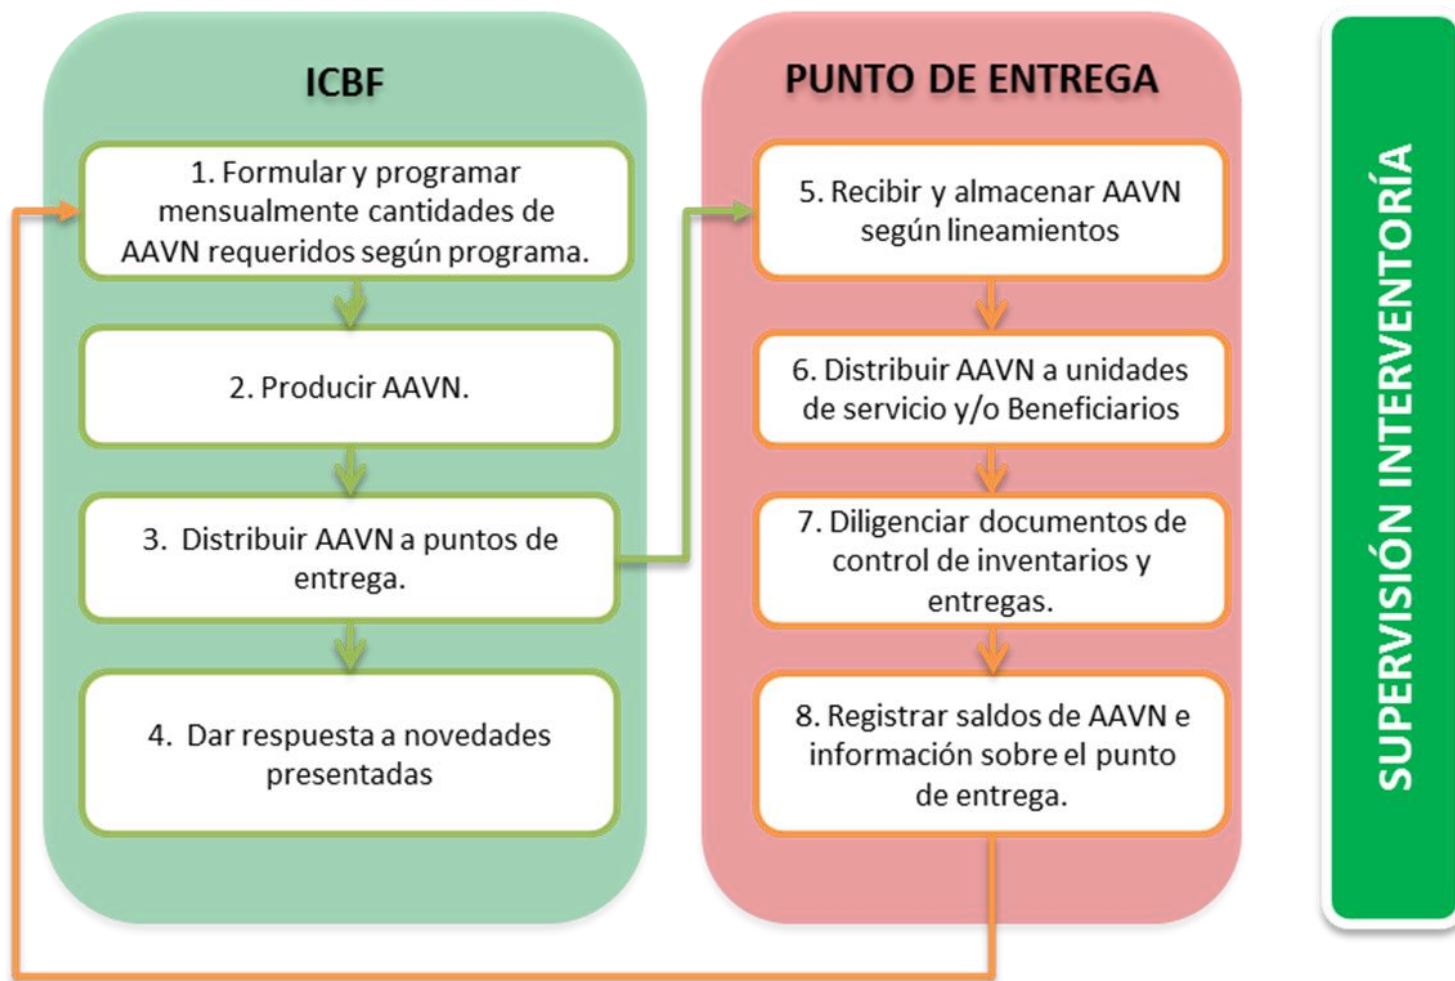 ICBF
1. Formular y programar
mensualmente cantidades de
AAVN requeridos según programa.
2. Producir AAVN.
3. Distribuir AAVN a puntos de
entrega.
4. Dar respuesta a novedades
presentadas
PUNTO DE ENTREGA
5. Recibir y almacenar AAVN
según lineamientos
6. Distribuir AAVN a unidades
de servicio y/o Beneficiarios
7. Diligenciar documentos de
control de inventarios y
entregas.
8. Registrar saldos de AAVN e
información sobre el punto
de entrega.
SUPERVISIÓN INTERVENTORÍA